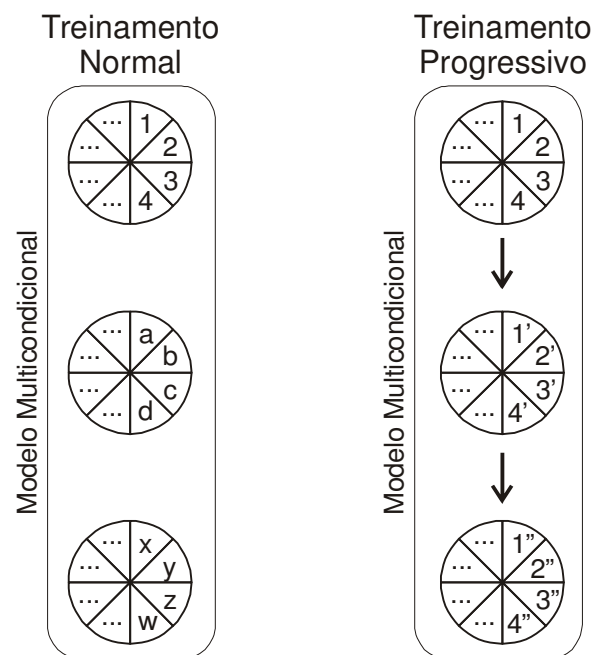 Treinamento
Normal
Modelo Multicondicional
... 1
... 2
... 3
... 4
... a
... b
... c
... d
... x
... y
... z
... w
Treinamento
Progressivo
Modelo Multicondicional
... 1
... 2
... 3
... 4
... 1’
... 2’
... 3’
... 4’
... 1”
... 2”
... 3”
... 4”